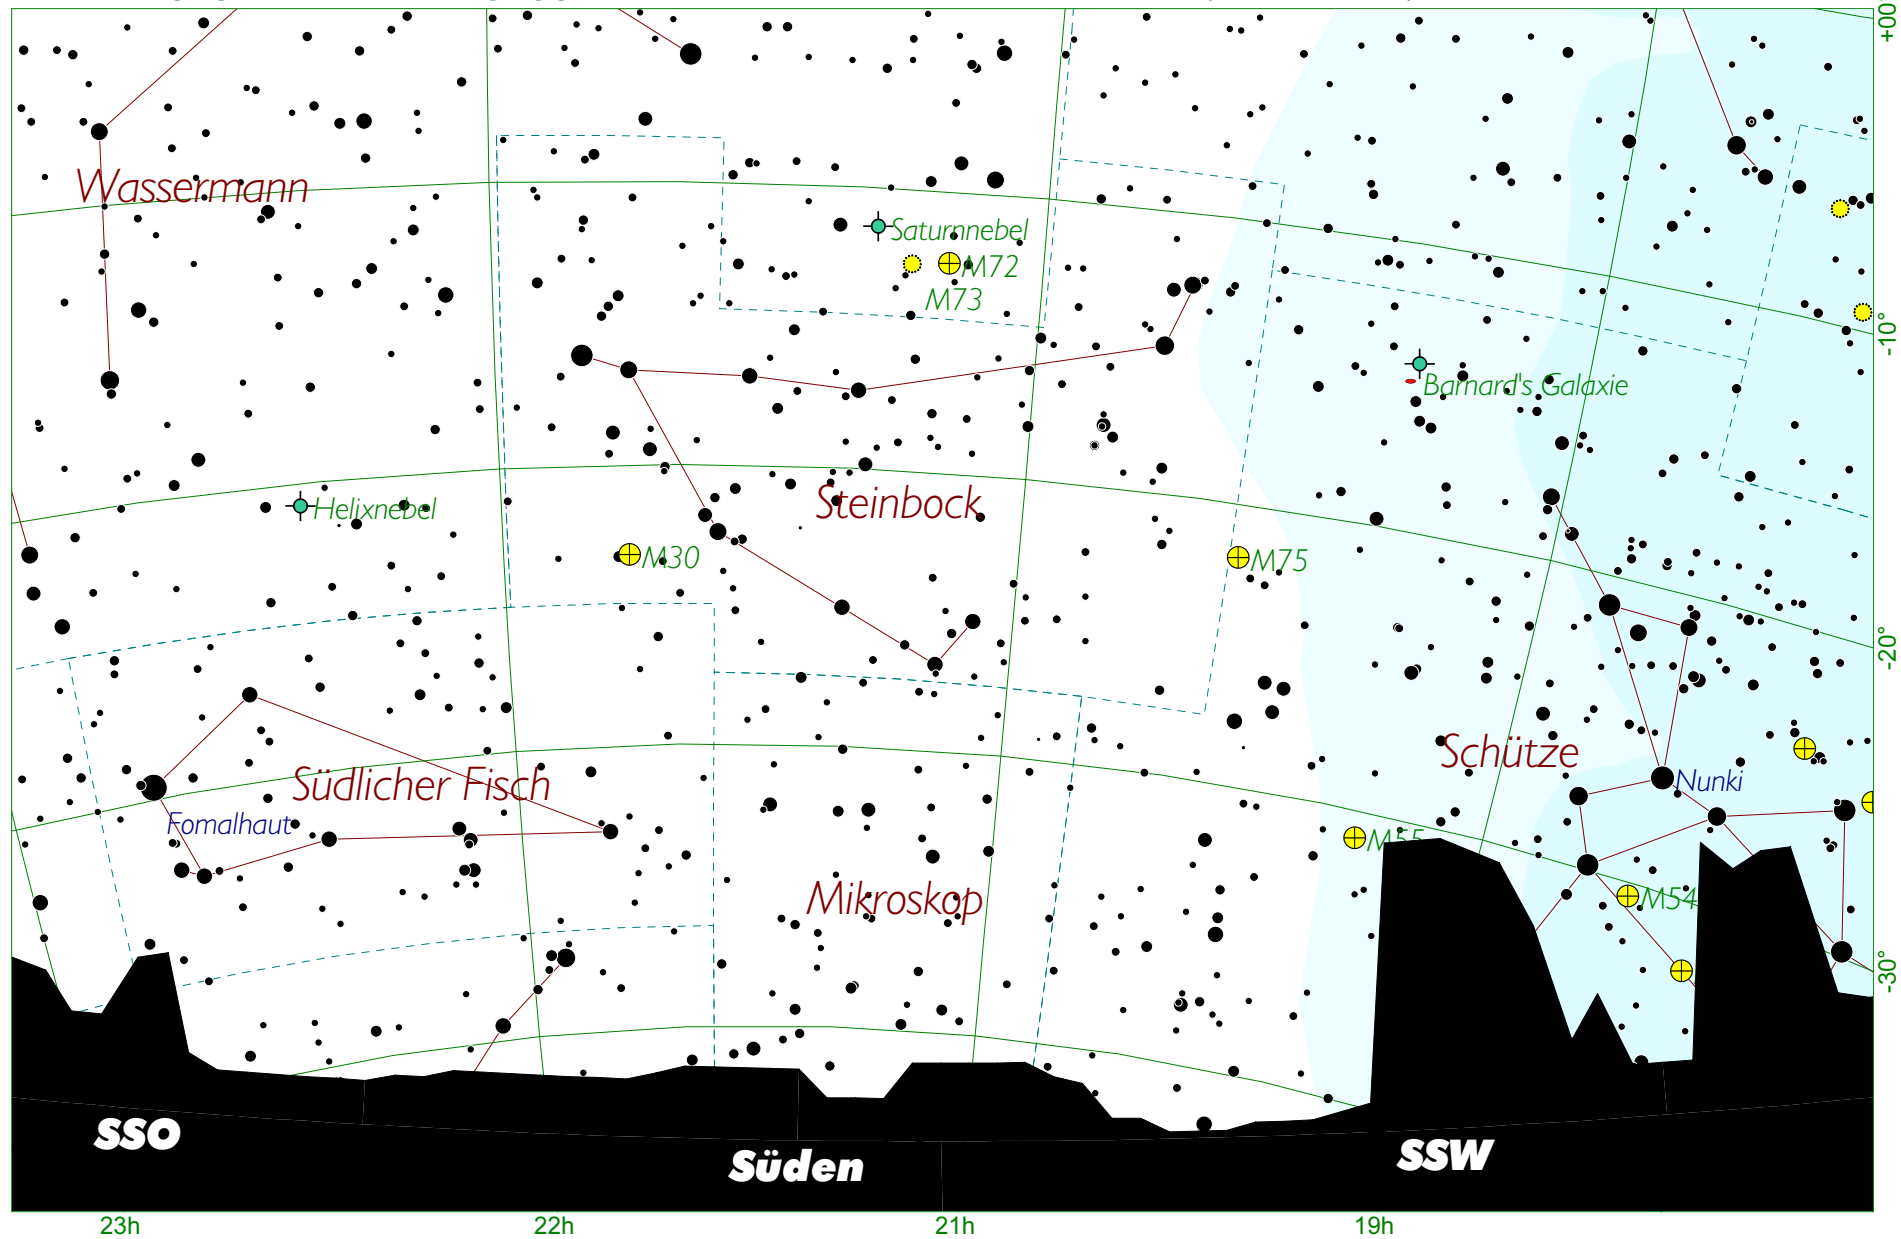 +00
Wassermann
Saturnnebel
M72
M73
-10°
Barnard's Galaxie
Steinbock
Helixnebel
M30
M75
-20°
Schütze
Nunki
Südlicher Fisch
Fomalhaut
M55
Mikroskop
M54
-30°
SSO
Süden
SSW
23h
22h
21h
19h